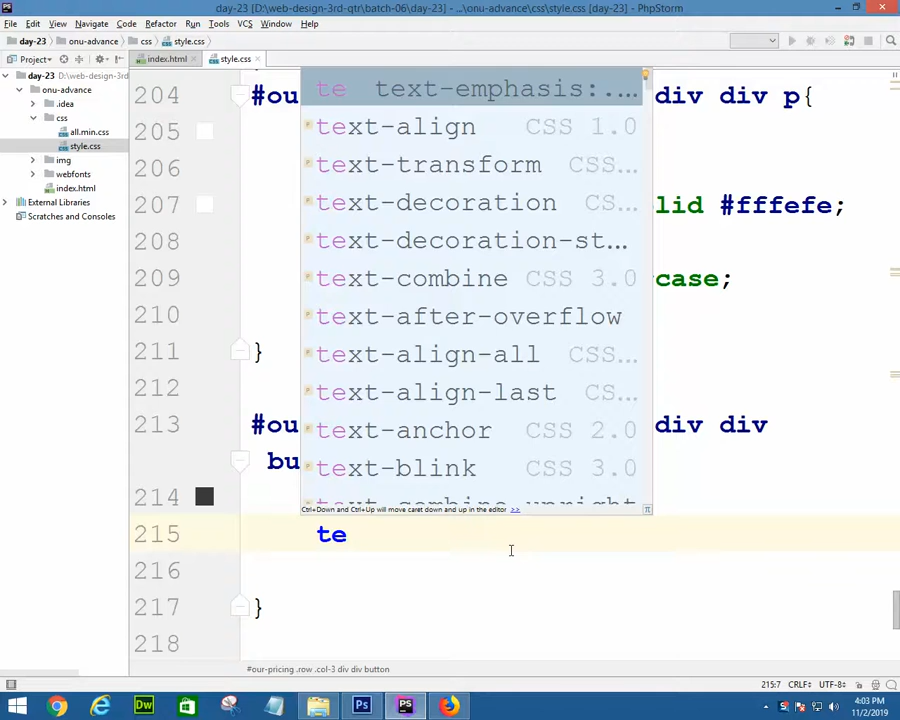 day-23 [D:\web-design-3rd-qtr\batch-06\day-23] - ...\onu-advance\css\style.css [day-23] - PhpStorm
File Edit View Navigate Code Refactor Run Tools VCS Window Help
day-23 onu-advance css style.css
Project index.html style.css
day-23 D:\web-design-3rd
onu-advance
.idea
css
all.min.css
style.css
img
webfonts
index.html
External Libraries
Scratches and Consoles
204 #ou div div p{
205
206
207 lid #fffefe;
208
209 case;
210
211 }
212
213 #ou div div
bu
214
215 te
216
217 }
218
te text-emphasis:....
text-align CSS 1.0
text-transform CSS...
text-decoration CS...
text-decoration-st...
text-combine CSS 3.0
text-after-overflow
text-align-all CSS...
text-align-last CS...
text-anchor CSS 2.0
text-blink CSS 3.0
text-combine-upright
Ctrl+Down and Ctrl+Up will move caret down and up in the editor >> π
#our-pricing .row .col-3 div div button
215:7 CRLF÷ UTF-8÷
4:03 PM
11/2/2019